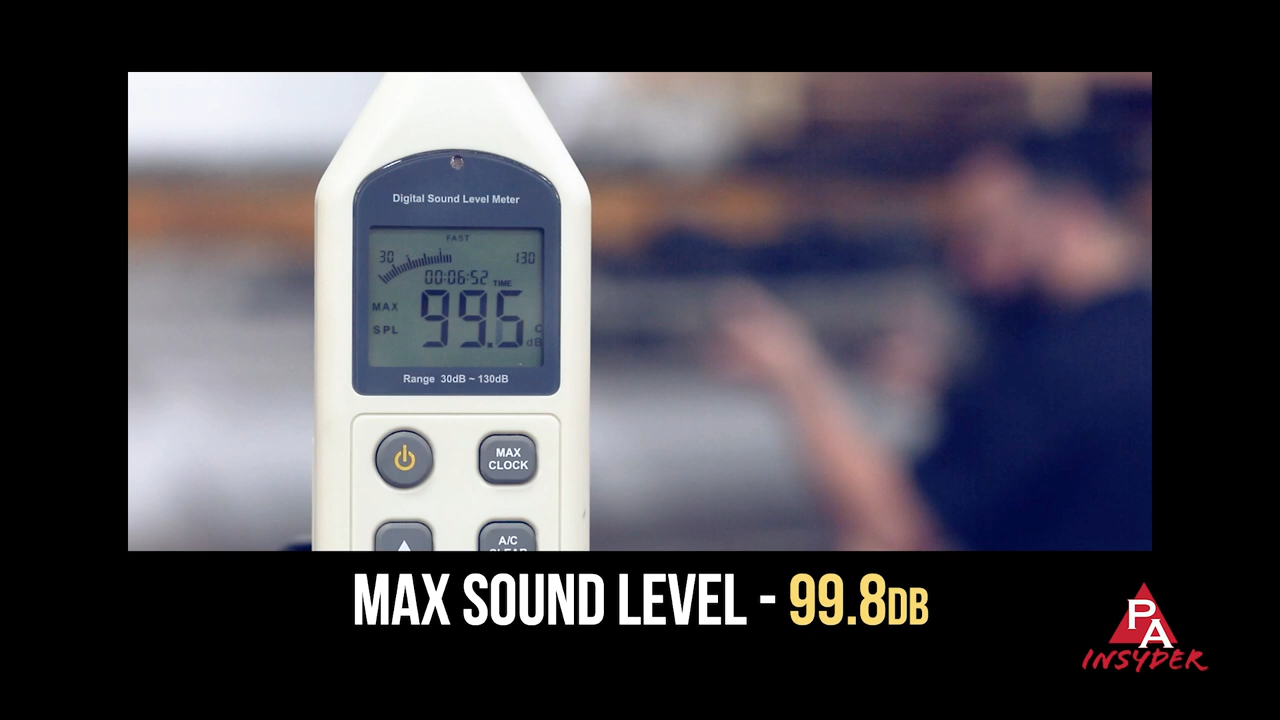 Digital Sound Level Meter
FAST
30 130
00:06:52 TIME
MAX
99.6
SPL
C
dB
Range 30dB ~ 130dB
MAX
CLOCK
A/C
CLEAR
MAX SOUND LEVEL - 99.8DB
PA
INSYDER